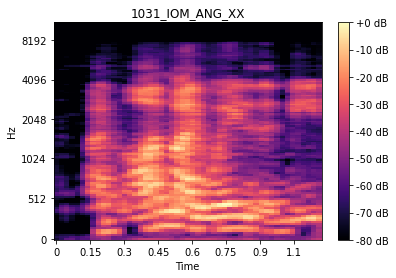 1031_IOM_ANG_XX
+0 dB
8192
-10 dB
4096
-20 dB
-30 dB
2048
Hz
-40 dB
1024
-50 dB
512
-60 dB
-70 dB
0
-80 dB
0 0.15 0.3 0.45 0.6 0.75 0.9 1.1
Time